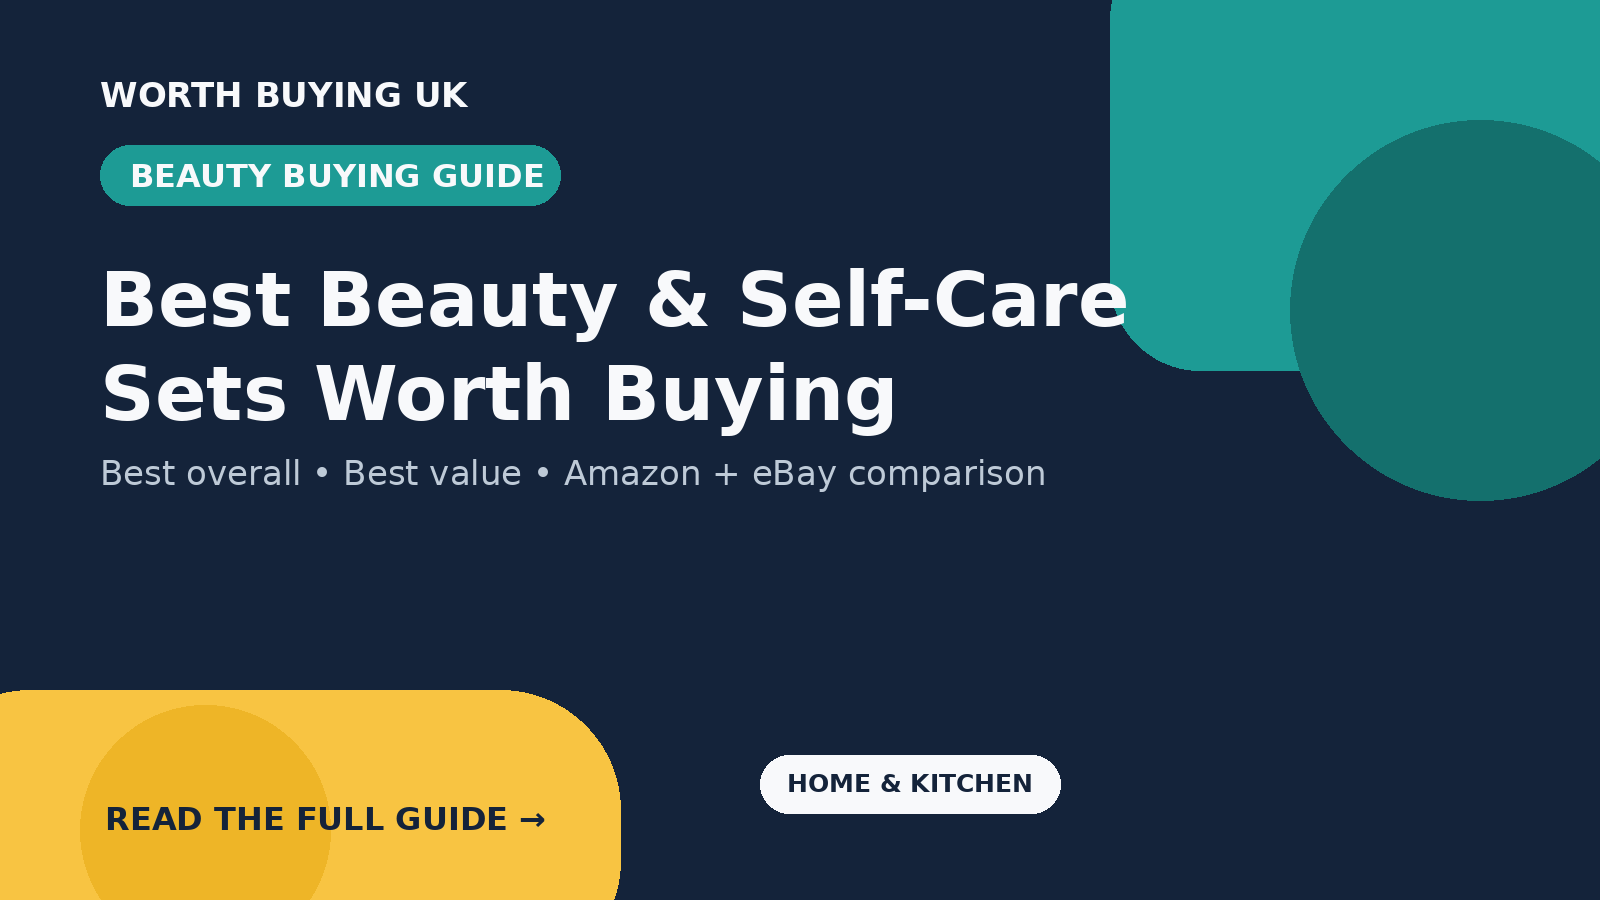 WORTH BUYING UK
BEAUTY BUYING GUIDE
Best Beauty & Self-Care
Sets Worth Buying
Best overall • Best value • Amazon + eBay comparison
HOME & KITCHEN
READ THE FULL GUIDE →